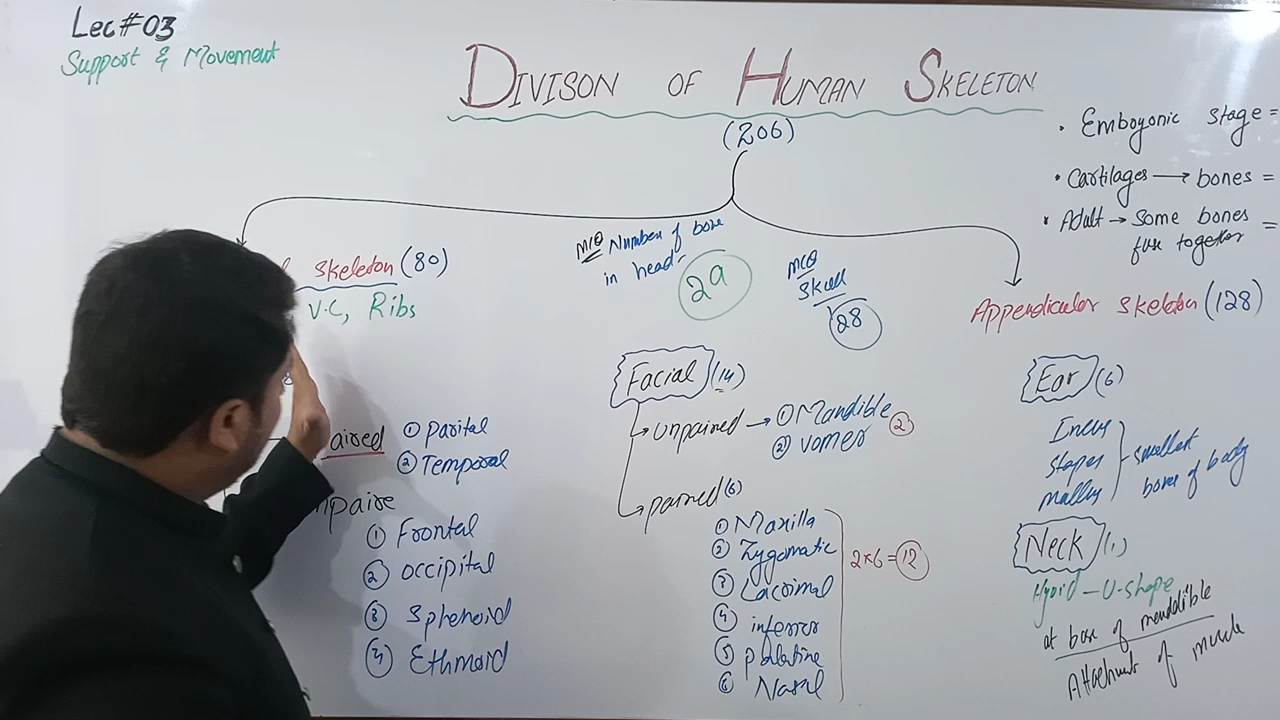 Lec#03
Support & Movement
DIVISON OF HUMAN SKELETON
(206)
• Embryonic stage =
• Cartilages → bones =
• Adult → Some bones =
fuse together
skeleton (80)
V.C, Ribs
MCQ Number of bone
in head
29
MCQ
Skull
28
Appendicular skeleton (128)
aired
① Parital
② Temporal
npaire
① Frontal
② Occipital
③ Sphenoid
④ Ethmoid
Facial (14)
unpaired → ① Mandible
② vomer
②
paired (6)
① Maxilla
② Zygomatic
③ Lacrimal
④ inferior
⑤ palatine
⑥ Nasal
2×6=⑫
Ear (6)
Incus
Stapes
Malleus
smallest
bones of body
Neck (1)
Hyoid - U-shape
at base of mendible
Attachment of muscle